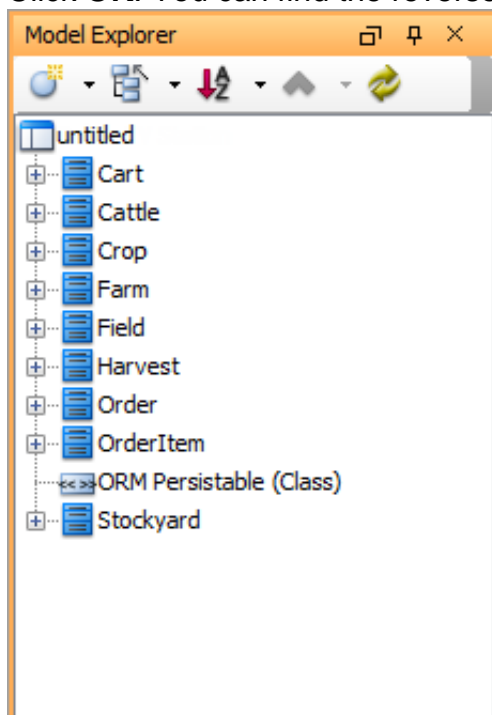 Model Explorer
untitled
Cart
Cattle
Crop
Farm
Field
Harvest
Order
OrderItem
<<>>ORM Persistable (Class)
Stockyard